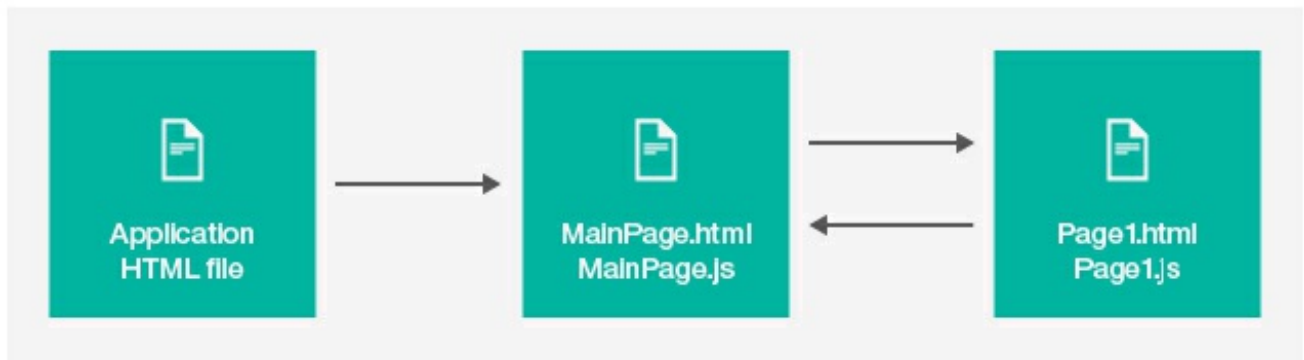 Application
HTML file
MainPage.html
MainPage.js
Page1.html
Page1.js